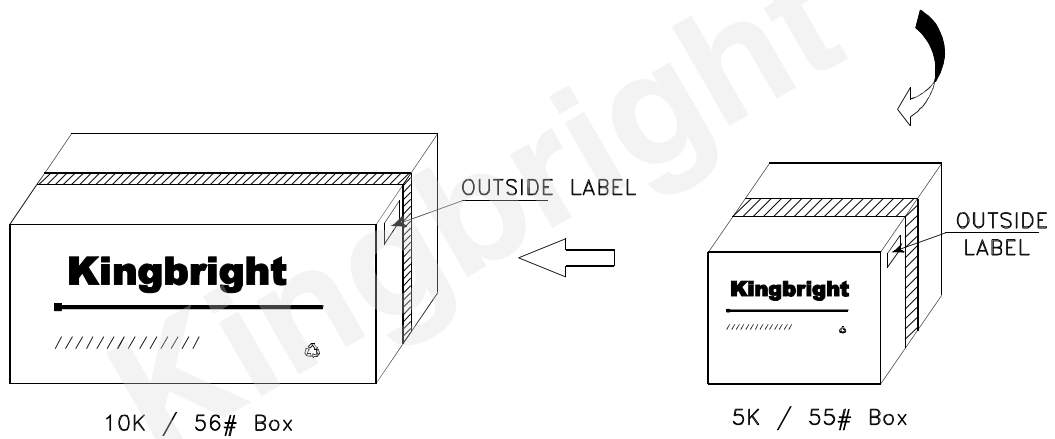 Kingbright
OUTSIDE LABEL
Kingbright
10K / 56# Box
OUTSIDE
LABEL
Kingbright
5K / 55# Box